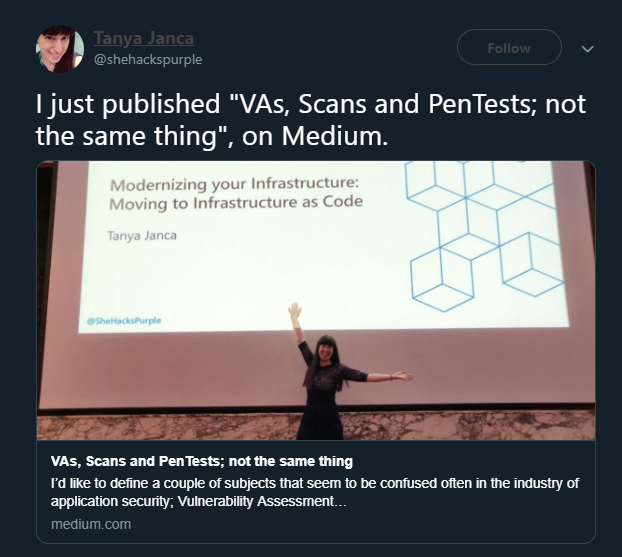 Tanya Janca
@shehackspurple
Follow
I just published "VAs, Scans and PenTests; not
the same thing", on Medium.
Modernizing your Infrastructure:
Moving to Infrastructure as Code
Tanya Janca
@SheHacksPurple
VAs, Scans and PenTests; not the same thing
I'd like to define a couple of subjects that seem to be confused often in the industry of
application security; Vulnerability Assessment…
medium.com